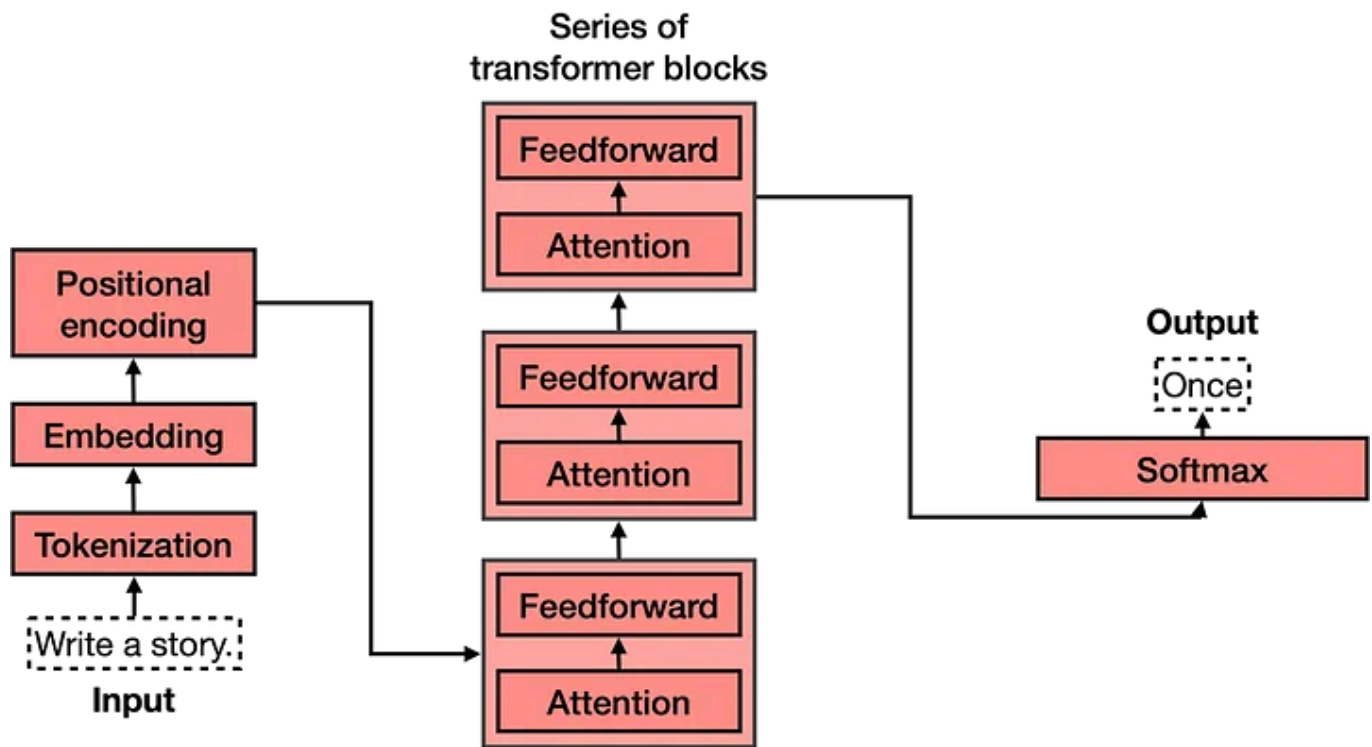 Series of
transformer blocks
Feedforward
Attention
Positional
encoding
Output
Feedforward
Once
Embedding
Attention
Softmax
Tokenization
Feedforward
Write a story.
Attention
Input